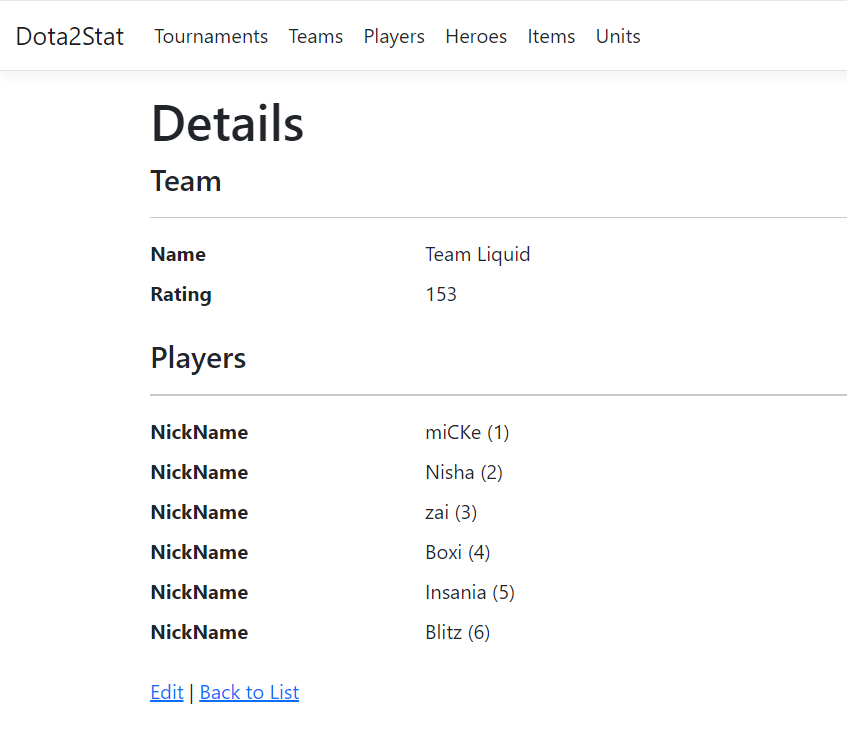 Dota2Stat Tournaments Teams Players Heroes Items Units
Details
Team
Name Team Liquid
Rating 153
Players
NickName miCKe (1)
NickName Nisha (2)
NickName zai (3)
NickName Boxi (4)
NickName Insania (5)
NickName Blitz (6)
Edit | Back to List